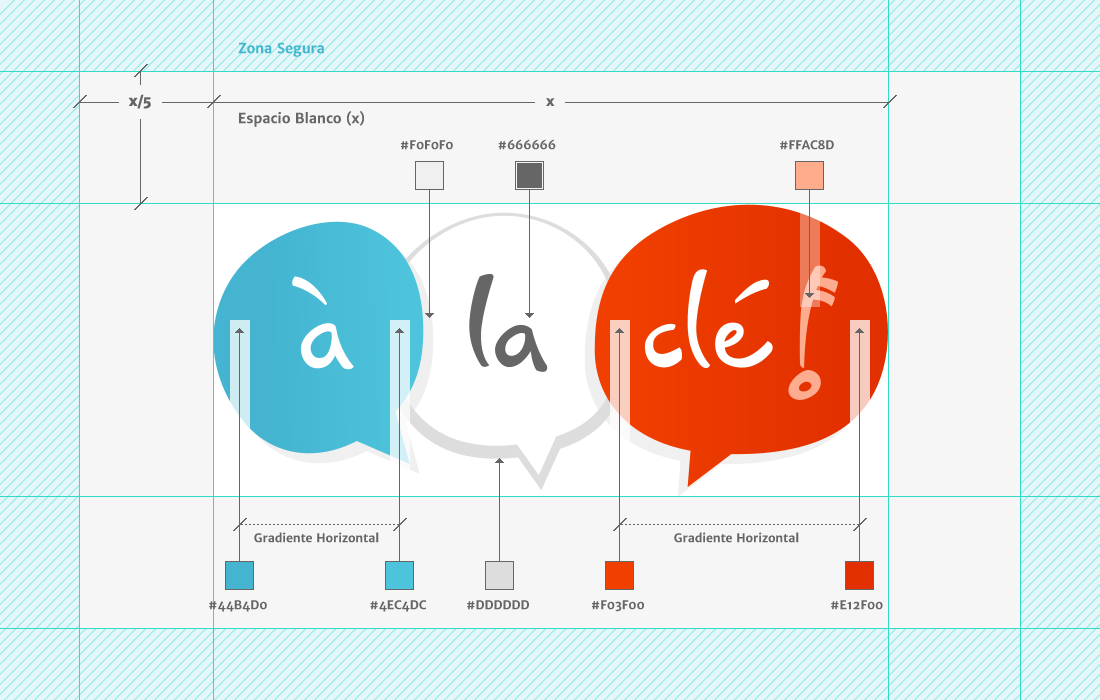 Zona Segura
x/5
x
Espacio Blanco (x)
#F0F0F0
#666666
#FFAC8D
à
la
clé!
Gradiente Horizontal
Gradiente Horizontal
#44B4D0
#4EC4DC
#DDDDDD
#F03F00
#E12F00